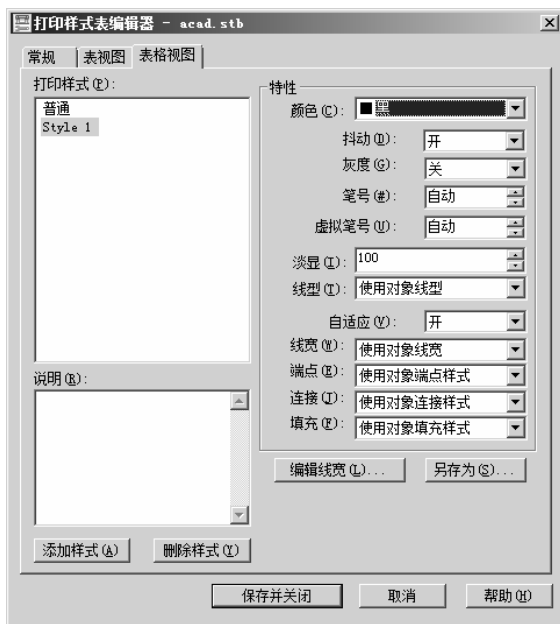 打印样式表编辑器 - acad.stb
常规 表视图 表格视图
打印样式(P):
普通
Style 1
说明(R):
添加样式(A) 删除样式(Y)
特性
颜色(C): 黑
抖动(D): 开
灰度(G): 关
笔号(#): 自动
虚拟笔号(U): 自动
淡显(I): 100
线型(T): 使用对象线型
自适应(V): 开
线宽(W): 使用对象线宽
端点(E): 使用对象端点样式
连接(J): 使用对象连接样式
填充(F): 使用对象填充样式
编辑线宽(L)... 另存为(S)...
保存并关闭 取消 帮助(H)